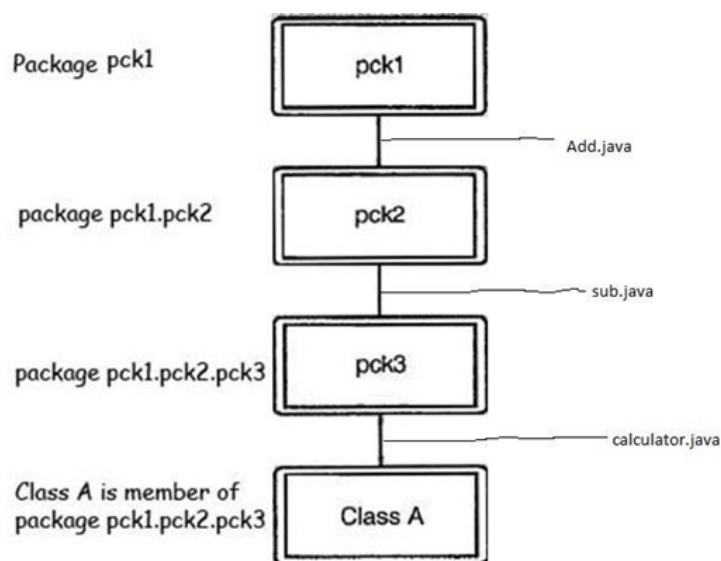 Package pck1
pck1
Add.java
package pck1.pck2
pck2
sub.java
package pck1.pck2.pck3
pck3
calculator.java
Class A is member of
package pck1.pck2.pck3
Class A